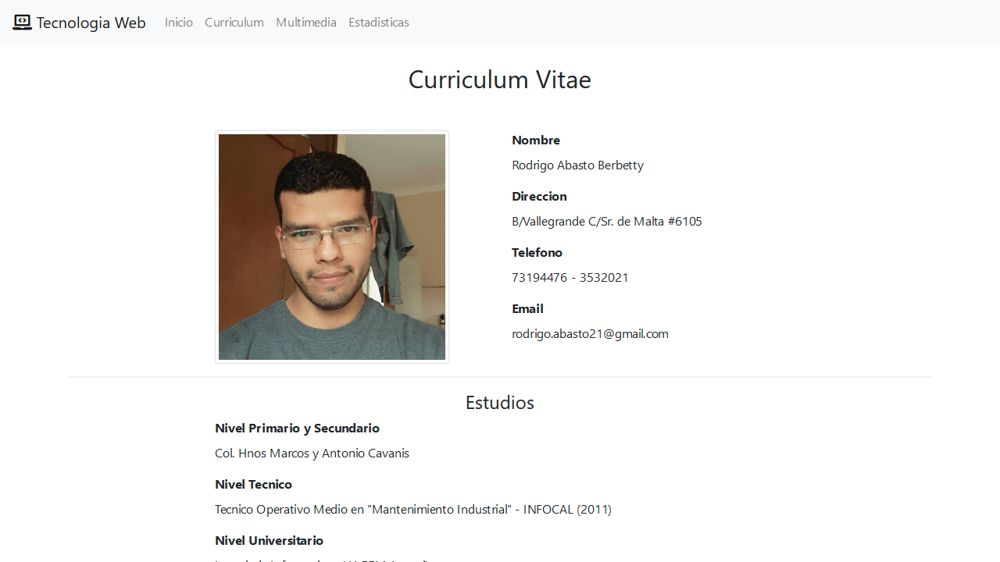 Tecnologia Web Inicio Curriculum Multimedia Estadisticas
Curriculum Vitae
Nombre
Rodrigo Abasto Berbetty
Direccion
B/Vallegrande C/Sr. de Malta #6105
Telefono
73194476 - 3532021
Email
rodrigo.abasto21@gmail.com
Estudios
Nivel Primario y Secundario
Col. Hnos Marcos y Antonio Cavanis
Nivel Tecnico
Tecnico Operativo Medio en "Mantenimiento Industrial" - INFOCAL (2011)
Nivel Universitario